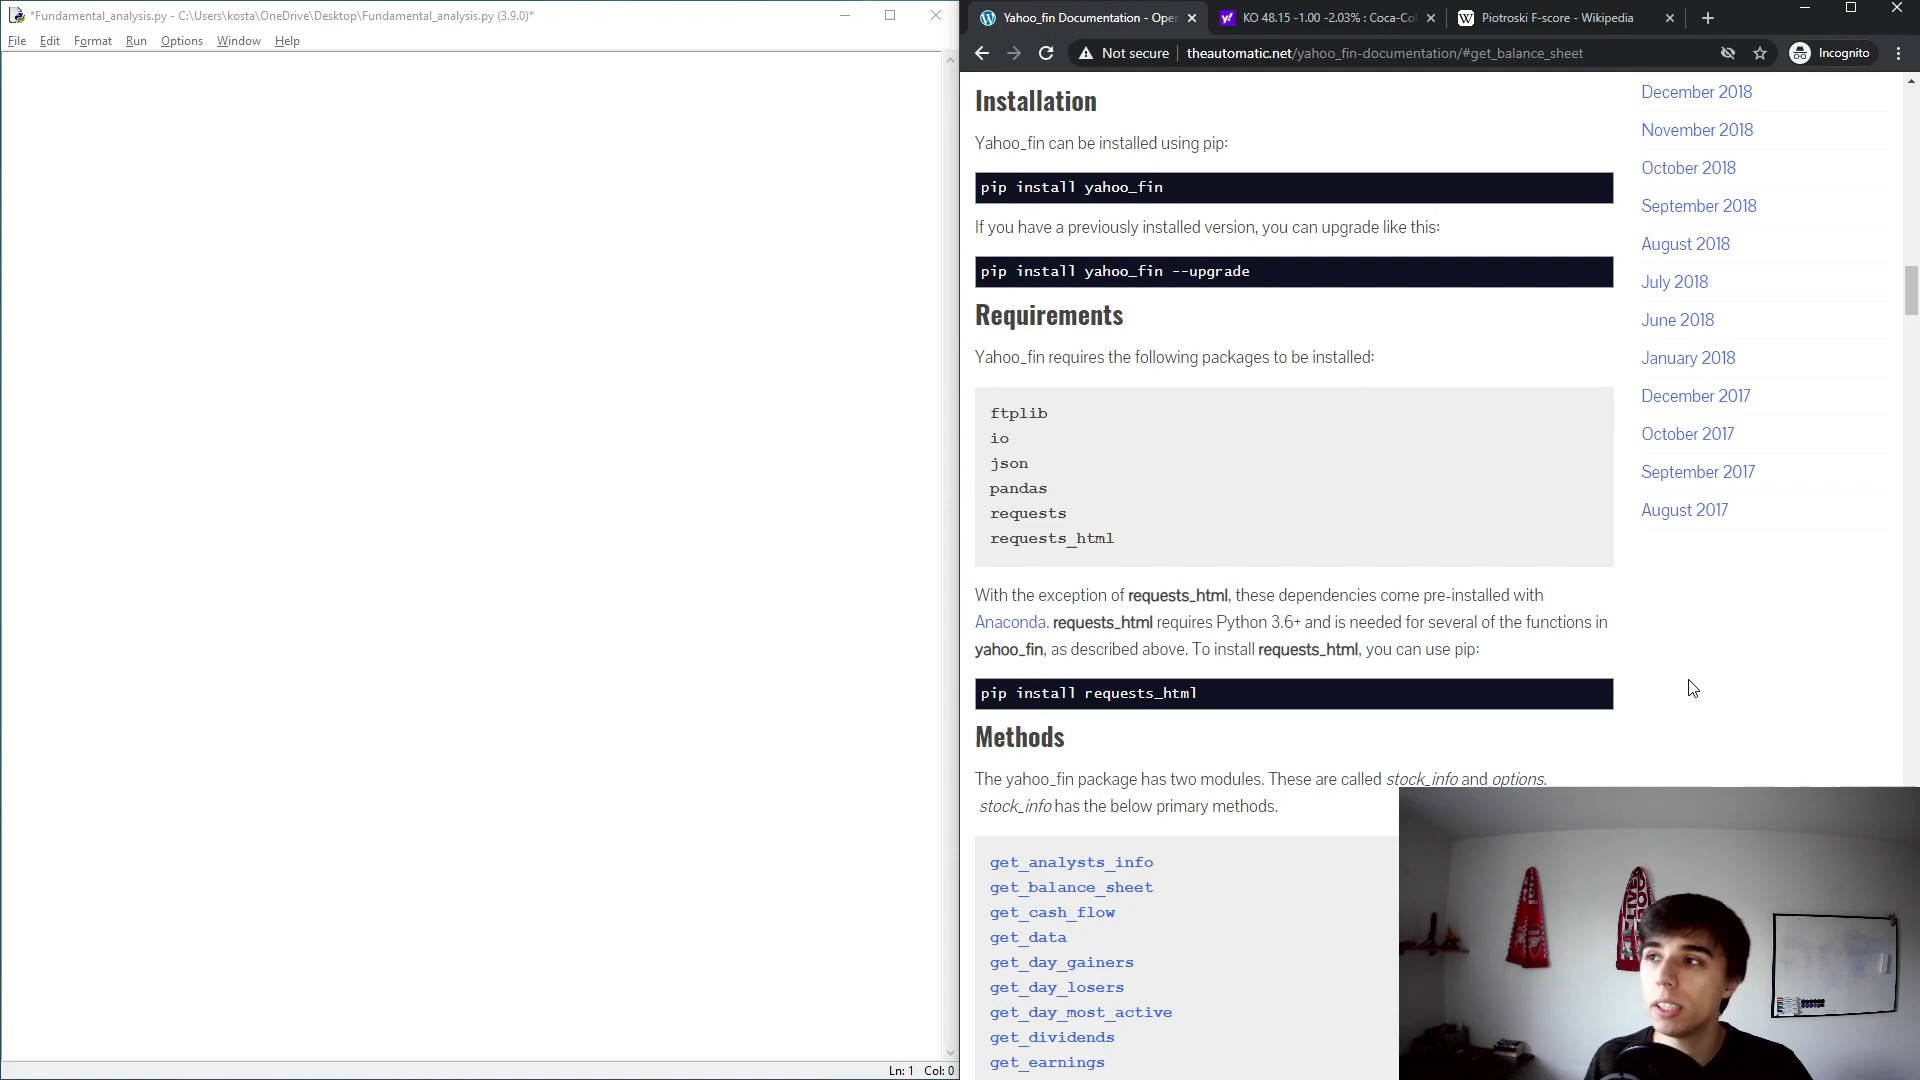 *Fundamental_analysis.py - C:\Users\kosta\OneDrive\Desktop\Fundamental_analysis.py (3.9.0)*
File Edit Format Run Options Window Help
Ln: 1 Col: 0
Yahoo_fin Documentation - Oper
KO 48.15 -1.00 -2.03% : Coca-Col
Piotroski F-score - Wikipedia
Not secure theautomatic.net/yahoo_fin-documentation/#get_balance_sheet
Incognito
Installation
Yahoo_fin can be installed using pip:
pip install yahoo_fin
If you have a previously installed version, you can upgrade like this:
pip install yahoo_fin --upgrade
Requirements
Yahoo_fin requires the following packages to be installed:
ftplib
io
json
pandas
requests
requests_html
With the exception of requests_html, these dependencies come pre-installed with
Anaconda. requests_html requires Python 3.6+ and is needed for several of the functions in
yahoo_fin, as described above. To install requests_html, you can use pip:
pip install requests_html
Methods
The yahoo_fin package has two modules. These are called stock_info and options.
stock_info has the below primary methods.
get_analysts_info
get_balance_sheet
get_cash_flow
get_data
get_day_gainers
get_day_losers
get_day_most_active
get_dividends
get_earnings
December 2018
November 2018
October 2018
September 2018
August 2018
July 2018
June 2018
January 2018
December 2017
October 2017
September 2017
August 2017